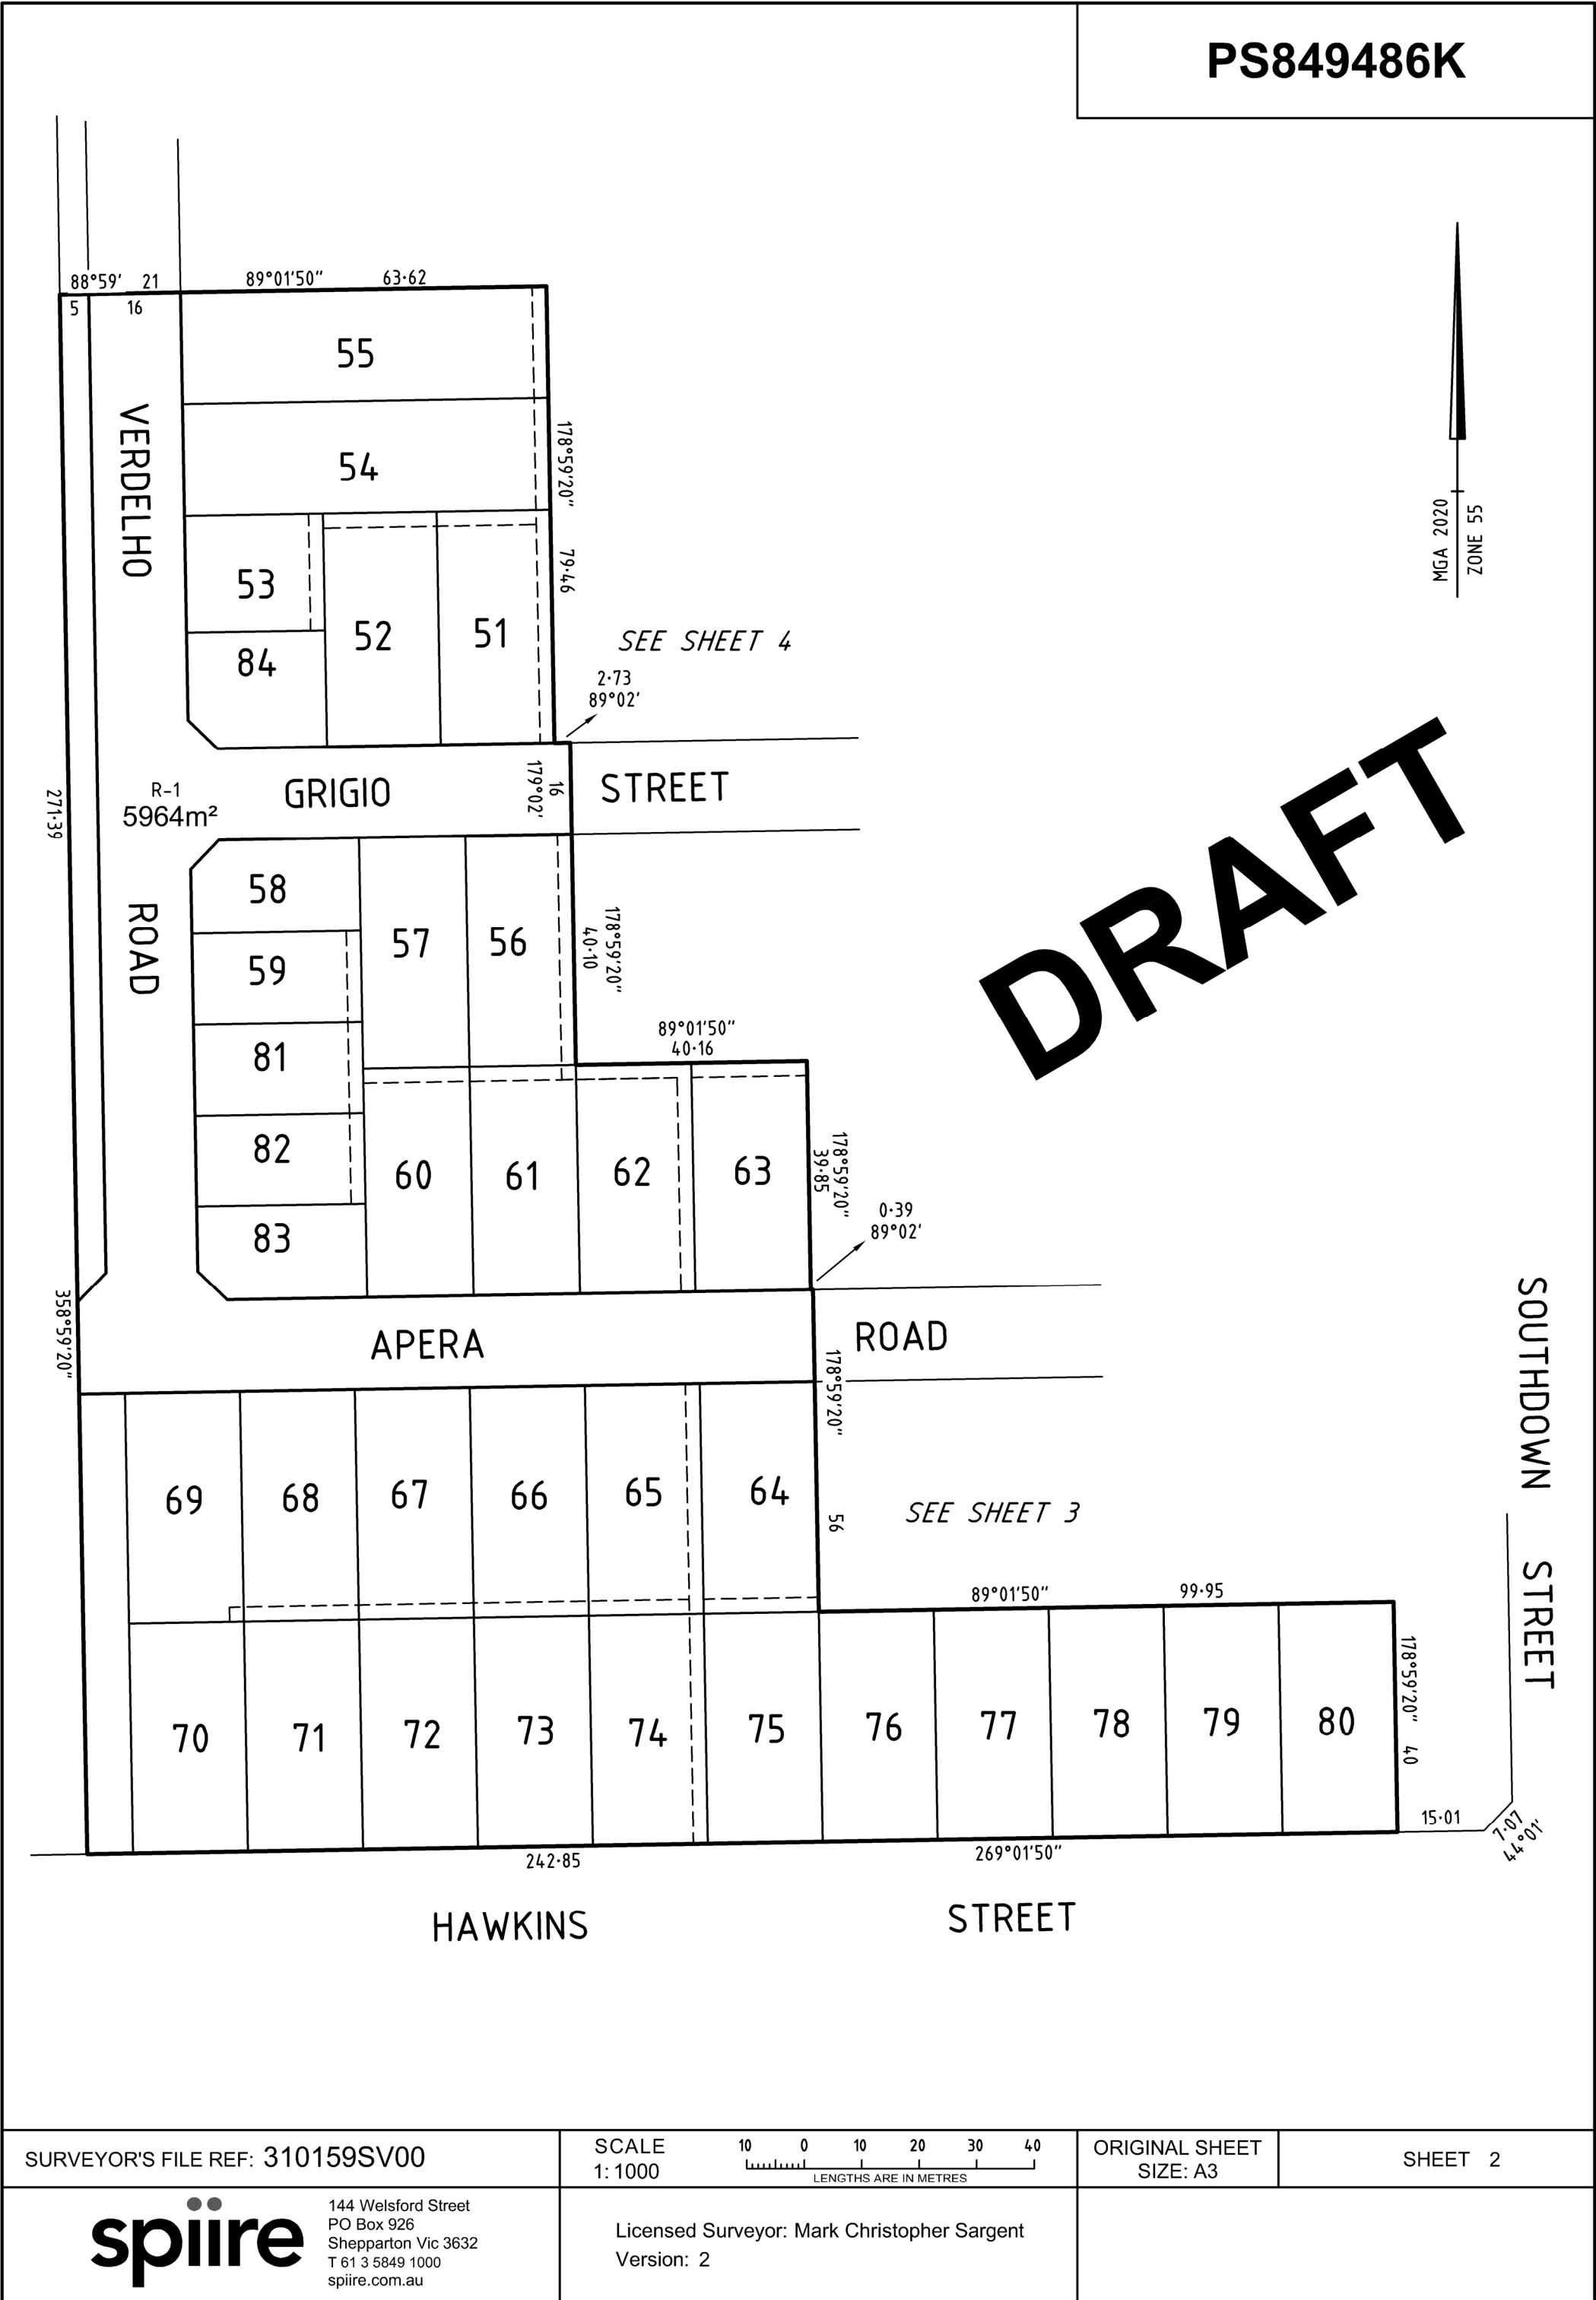 PS849486K
88°59' 21
89°01'50" 63·62
5 16
55
VERDELHO
54
178°59'20"
79·46
MGA 2020
ZONE 55
53
52
51
SEE SHEET 4
84
2·73
89°02'
R-1
5964m²
GRIGIO
16
179°02'
STREET
271·39
DRAFT
58
57
56
ROAD
59
178°59'20"
40·10
81
89°01'50"
40·16
82
60
61
62
63
178°59'20"
39·85
83
0·39
89°02'
358°59'20"
APERA
ROAD
SOUTHDOWN
178°59'20"
69
68
67
66
65
64
56
SEE SHEET 3
STREET
89°01'50" 99·95
178°59'20" 40
70
71
72
73
74
75
76
77
78
79
80
15·01
7·07
44°01'
242·85
269°01'50"
HAWKINS
STREET
SURVEYOR'S FILE REF: 310159SV00
SCALE
1: 1000
10 0 10 20 30 40
LENGTHS ARE IN METRES
ORIGINAL SHEET
SIZE: A3
SHEET 2
spiire
144 Welsford Street
PO Box 926
Shepparton Vic 3632
T 61 3 5849 1000
spiire.com.au
Licensed Surveyor: Mark Christopher Sargent
Version: 2